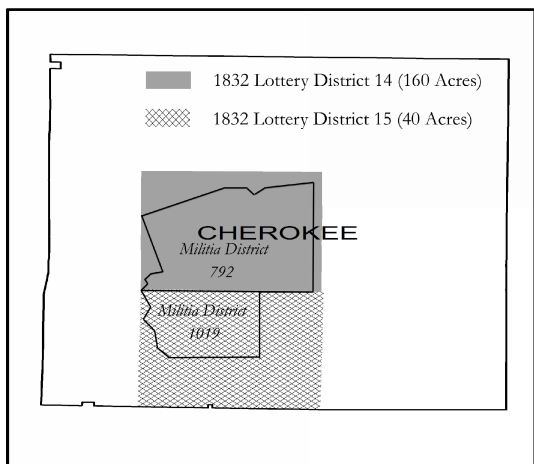 1832 Lottery District 14 (160 Acres)
1832 Lottery District 15 (40 Acres)
CHEROKEE
Militia District
792
Militia District
1019